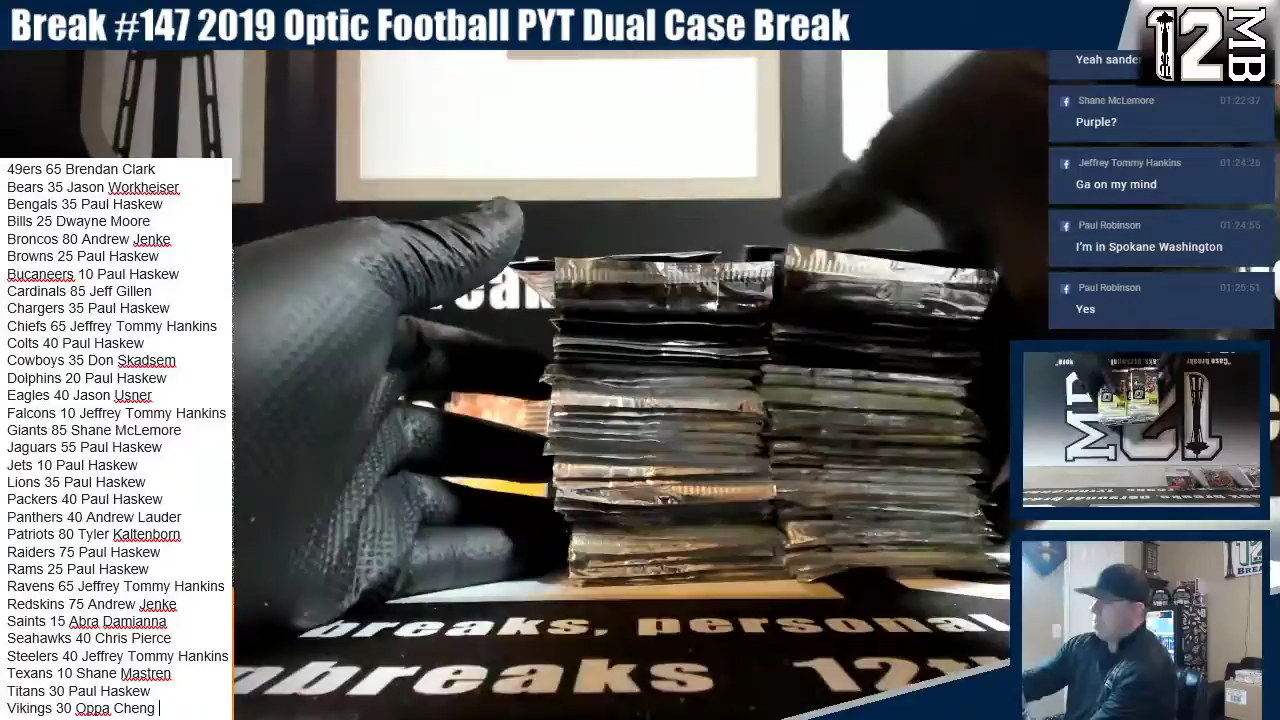 Break #147 2019 Optic Football PYT Dual Case Break
12
MB
49ers 65 Brendan Clark
Bears 35 Jason Workheiser
Bengals 35 Paul Haskew
Bills 25 Dwayne Moore
Broncos 80 Andrew Jenke
Browns 25 Paul Haskew
Bucaneers 10 Paul Haskew
Cardinals 85 Jeff Gillen
Chargers 35 Paul Haskew
Chiefs 65 Jeffrey Tommy Hankins
Colts 40 Paul Haskew
Cowboys 35 Don Skadsem
Dolphins 20 Paul Haskew
Eagles 40 Jason Usner
Falcons 10 Jeffrey Tommy Hankins
Giants 85 Shane McLemore
Jaguars 55 Paul Haskew
Jets 10 Paul Haskew
Lions 35 Paul Haskew
Packers 40 Paul Haskew
Panthers 40 Andrew Lauder
Patriots 80 Tyler Kaltenborn
Raiders 75 Paul Haskew
Rams 25 Paul Haskew
Ravens 65 Jeffrey Tommy Hankins
Redskins 75 Andrew Jenke
Saints 15 Abra Damianna
Seahawks 40 Chris Pierce
Steelers 40 Jeffrey Tommy Hankins
Texans 10 Shane Mastren
Titans 30 Paul Haskew
Vikings 30 Oppa Cheng
Yeah sander
Shane McLemore 01:22:37
Purple?
Jeffrey Tommy Hankins 01:24:26
Ga on my mind
Paul Robinson 01:24:55
I'm in Spokane Washington
Paul Robinson 01:25:51
Yes
breaks, personal
breaks 12th